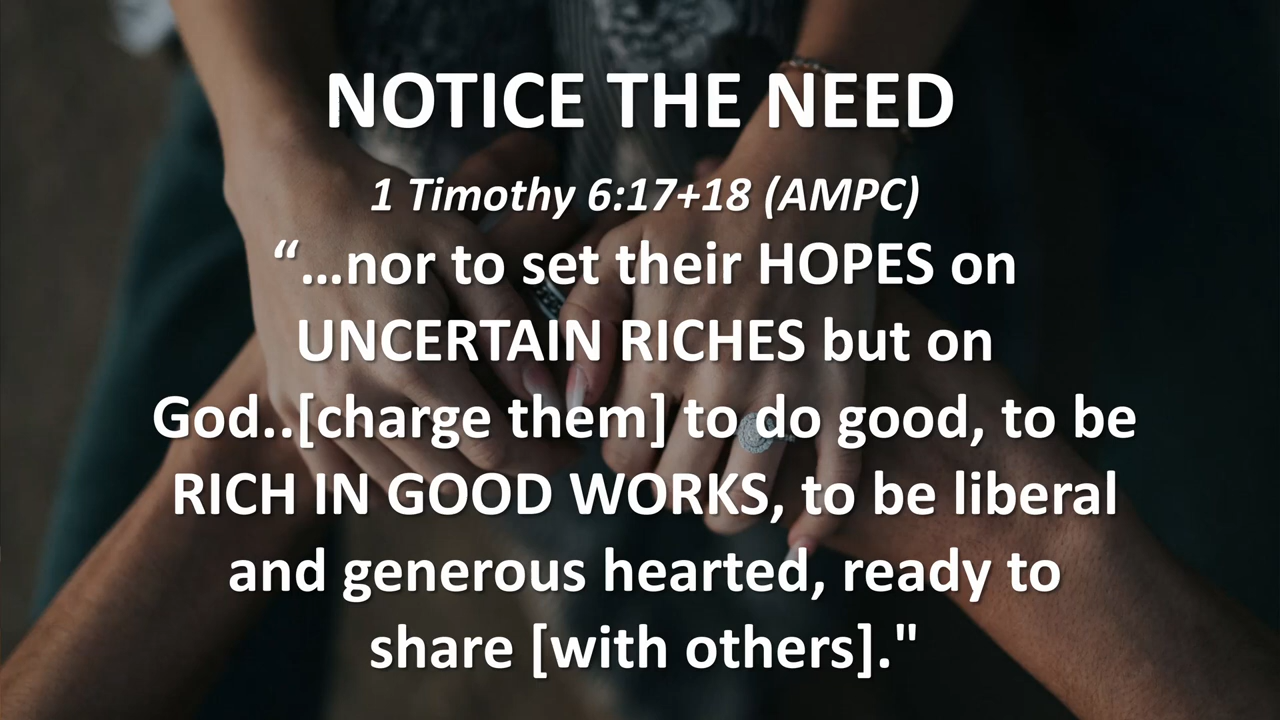 NOTICE THE NEED
1 Timothy 6:17+18 (AMPC)
“…nor to set their HOPES on
UNCERTAIN RICHES but on
God..[charge them] to do good, to be
RICH IN GOOD WORKS, to be liberal
and generous hearted, ready to
share [with others]."